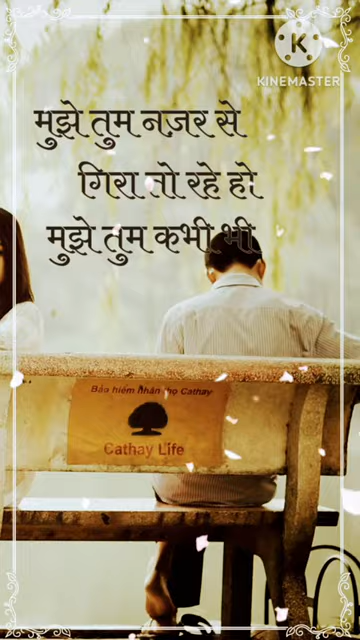 KINEMASTER
मुझे तुम नज़र से
गिरा तो रहे हो
मुझे तुम कभी भी
Bảo hiểm nhân thọ Cathay
Cathay Life